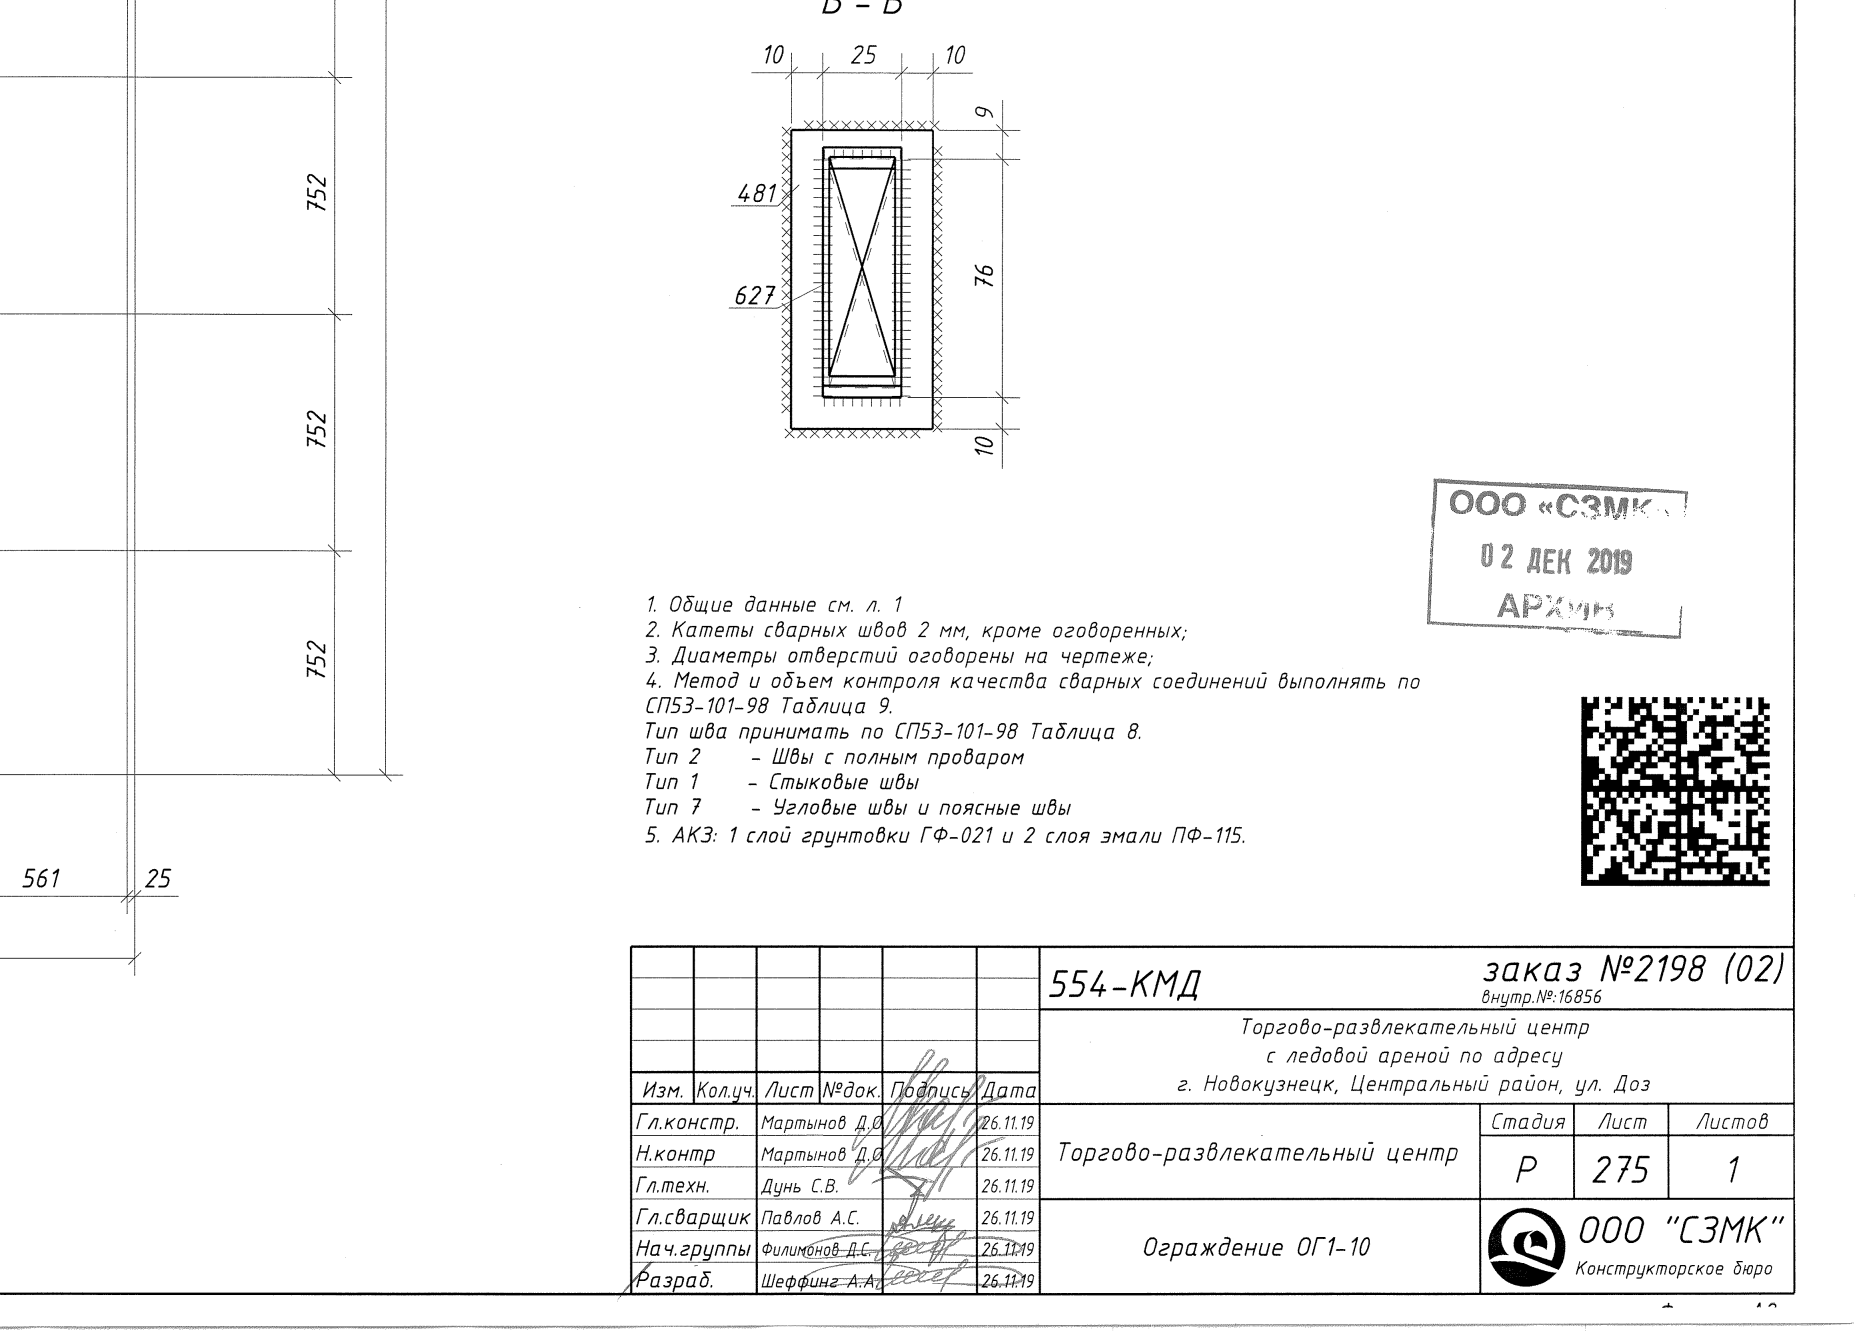 10 25 10
9
481
76
627
10
752
752
752
561 25
ООО «СЗМК»
02 ДЕК 2019
АРХИВ
1. Общие данные см. л. 1
2. Катеты сварных швов 2 мм, кроме оговоренных;
3. Диаметры отверстий оговорены на чертеже;
4. Метод и объем контроля качества сварных соединений выполнять по
СП53-101-98 Таблица 9.
Тип шва принимать по СП53-101-98 Таблица 8.
Тип 2 - Швы с полным проваром
Тип 1 - Стыковые швы
Тип 7 - Угловые швы и поясные швы
5. АКЗ: 1 слой грунтовки ГФ-021 и 2 слоя эмали ПФ-115.
554-КМД заказ №2198 (02)
внутр.№:16856
Торгово-развлекательный центр
с ледовой ареной по адресу
г. Новокузнецк, Центральный район, ул. Доз
Изм. Кол.уч. Лист №док. Подпись Дата
Гл.констр. Мартынов Д.О 26.11.19
Н.контр Мартынов Д.О 26.11.19
Гл.техн. Дунь С.В. 26.11.19
Гл.сварщик Павлов А.С. 26.11.19
Нач.группы Филимонов Д.С. 26.11.19
Разраб. Шеффинг А.А. 26.11.19
Торгово-развлекательный центр
Стадия Лист Листов
Р 275 1
Ограждение ОГ1-10
ООО "СЗМК"
Конструкторское бюро